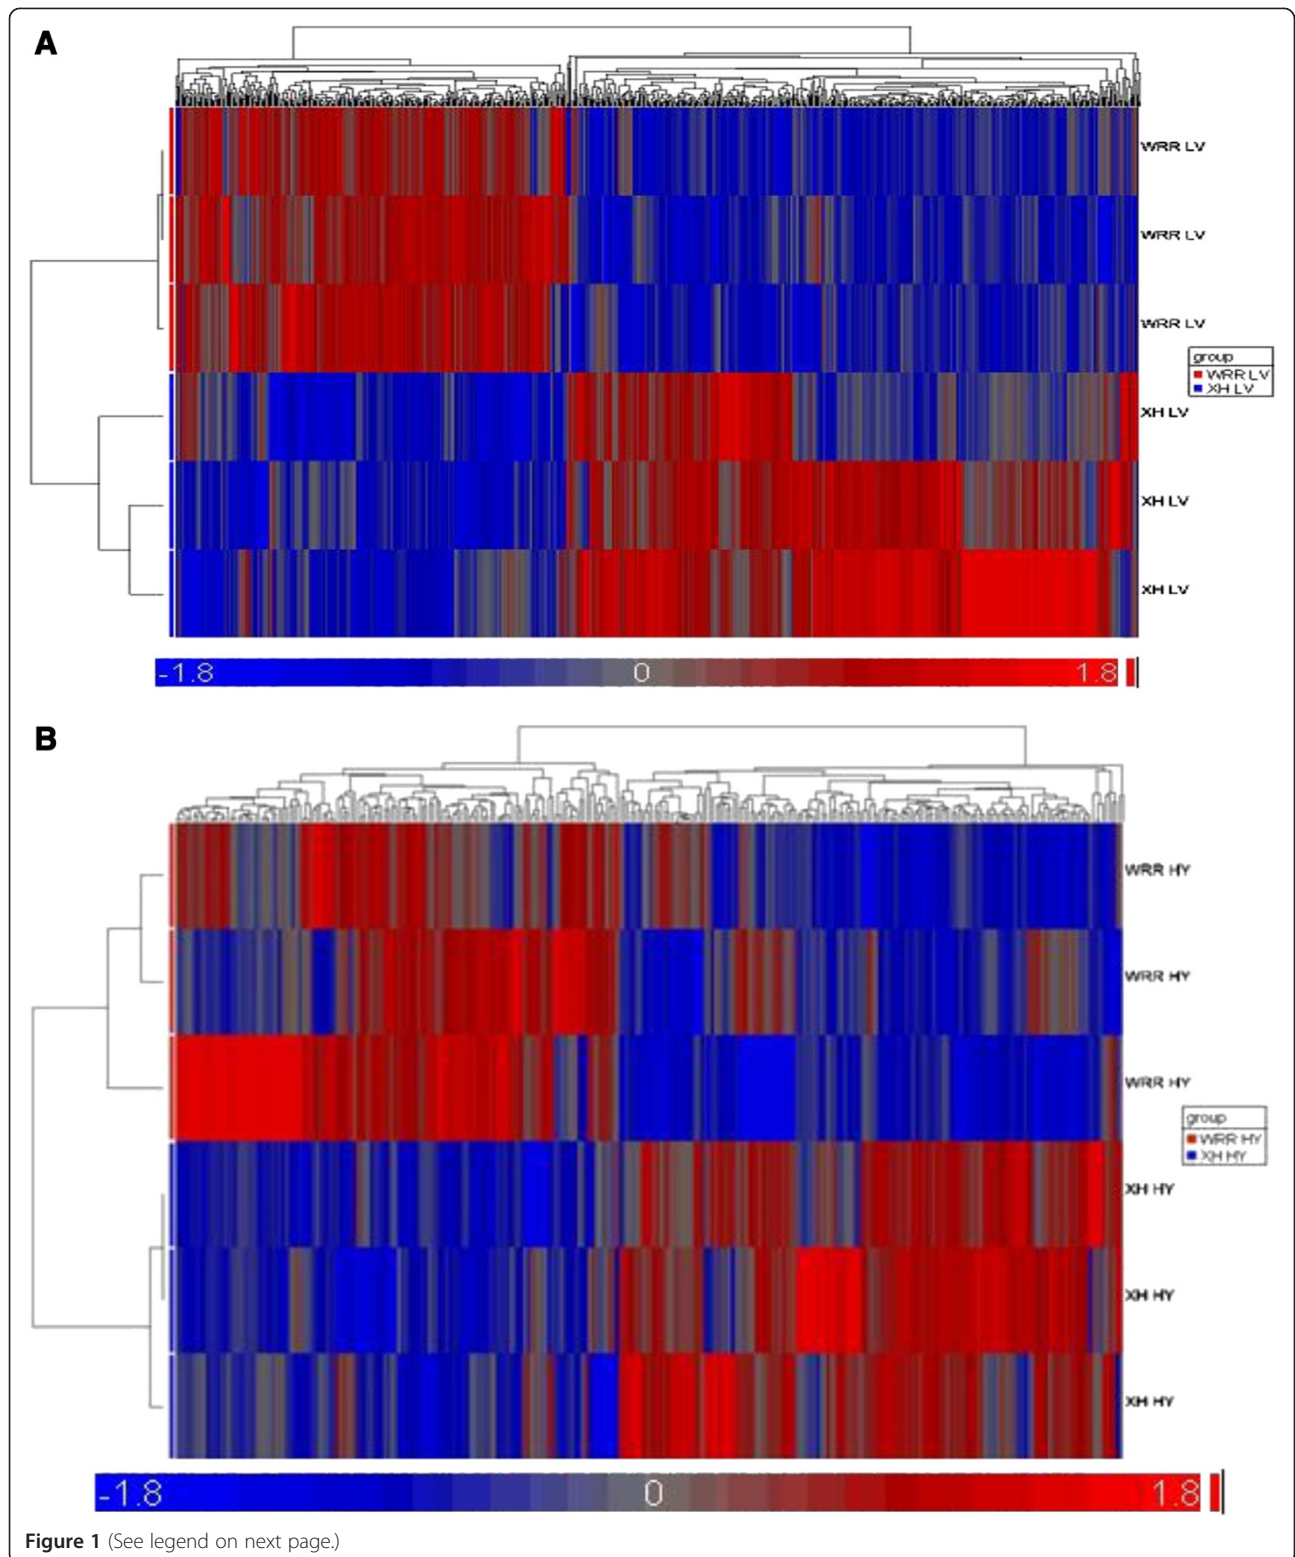 A
WRR LV
WRR LV
WRR LV
group
WRR LV
XH LV
XH LV
XH LV
XH LV
-1.8 0 1.8
B
WRR HY
WRR HY
WRR HY
group
WRR HY
XH HY
XH HY
XH HY
XH HY
-1.8 0 1.8
Figure 1 (See legend on next page.)